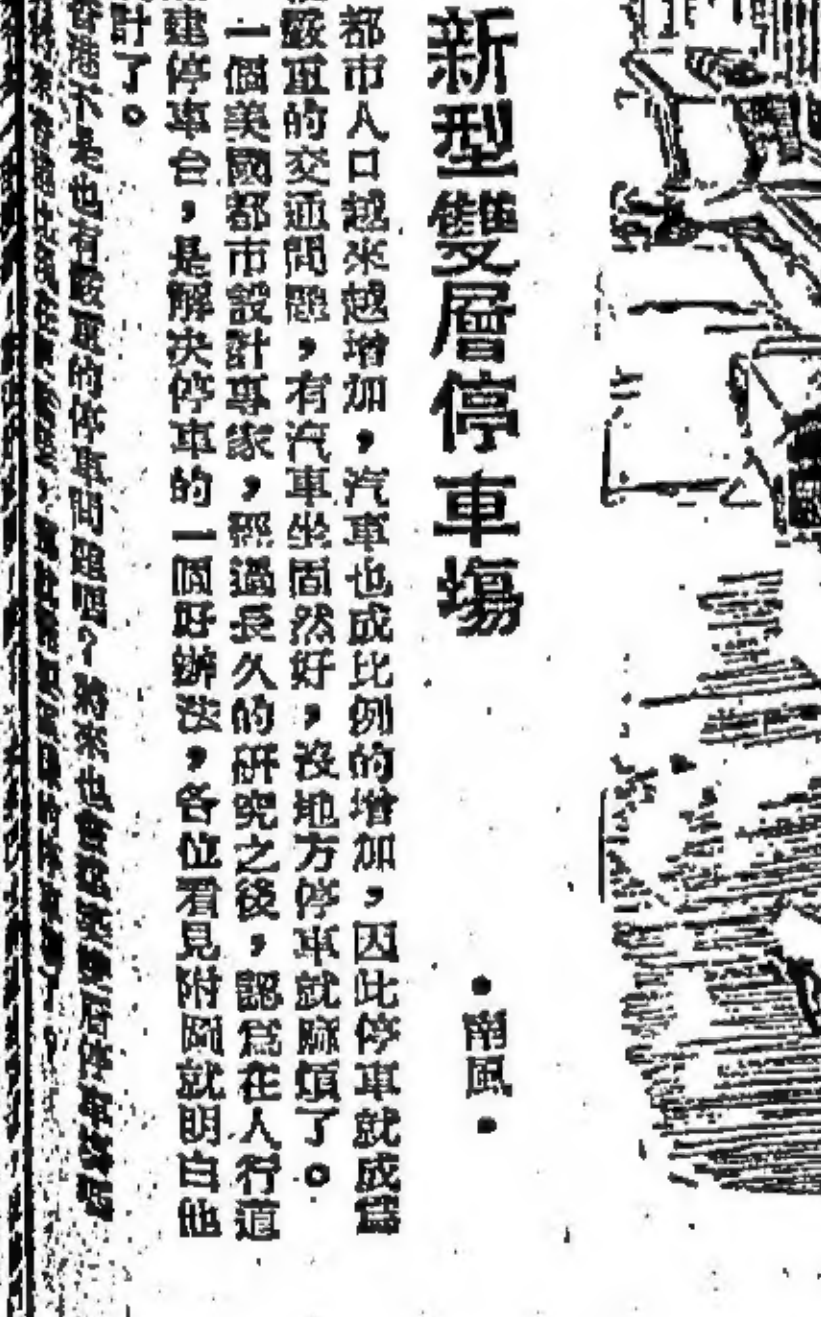 新型雙層停車塲
•南風•
都市人口越來越增加，汽車也成比例的增加，因此停車就成爲
嚴重的交通問題，有汽車坐固然好，沒地方停車就麻煩了。
一個美國都市設計專家，經過長久的研究之後，認爲在人行道
建停車台，是解決停車的一個好辦法，各位看見附圖就明白他
計了。
香港不是也有嚴重的停車問題呢？將來也會建築雙層停車塲呢